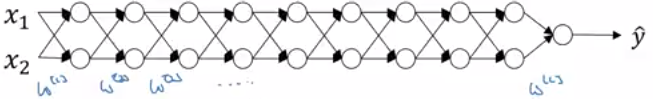 x₁
x₂
ŷ
w^[1] w^[2] w^[3] ..... w^[L]